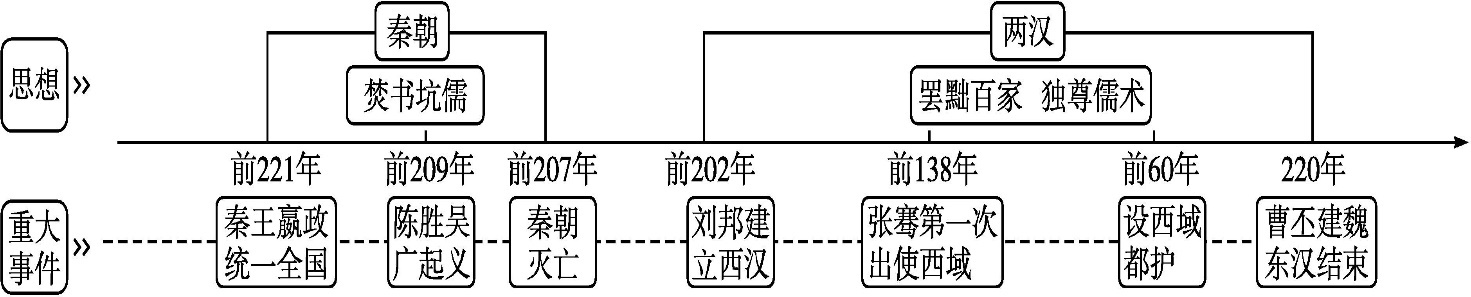 秦朝
两汉
思想 »
焚书坑儒
罢黜百家 独尊儒术
前221年
前209年
前207年
前202年
前138年
前60年
220年
重大
事件
»
秦王嬴政
统一全国
陈胜吴
广起义
秦朝
灭亡
刘邦建
立西汉
张骞第一次
出使西域
设西域
都护
曹丕建魏
东汉结束